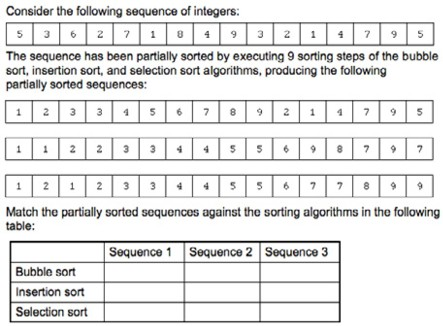 Consider the following sequence of integers:
5 3 6 2 7 1 8 4 9 3 2 1 4 7 9 5
The sequence has been partially sorted by executing 9 sorting steps of the bubble
sort, insertion sort, and selection sort algorithms, producing the following
partially sorted sequences:
1 2 3 3 4 5 6 7 8 9 2 1 4 7 9 5
1 1 2 2 3 3 4 4 5 5 6 9 8 7 9 7
1 2 1 2 3 3 4 4 5 5 6 7 7 8 9 9
Match the partially sorted sequences against the sorting algorithms in the following
table:
Sequence 1 Sequence 2 Sequence 3
Bubble sort
Insertion sort
Selection sort